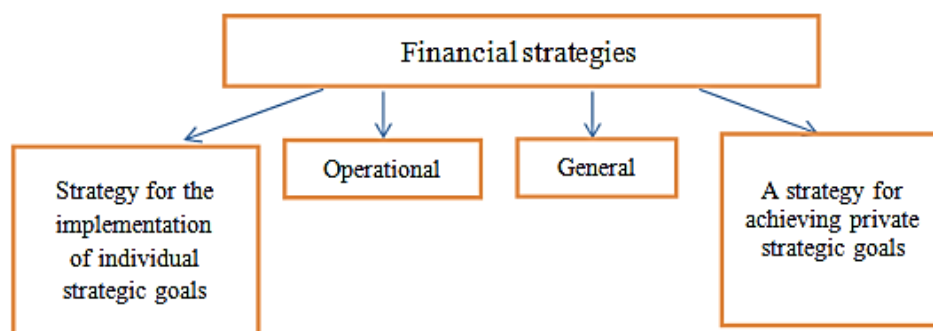 Financial strategies
Strategy for the
implementation
of individual
strategic goals
Operational
General
A strategy for
achieving private
strategic goals